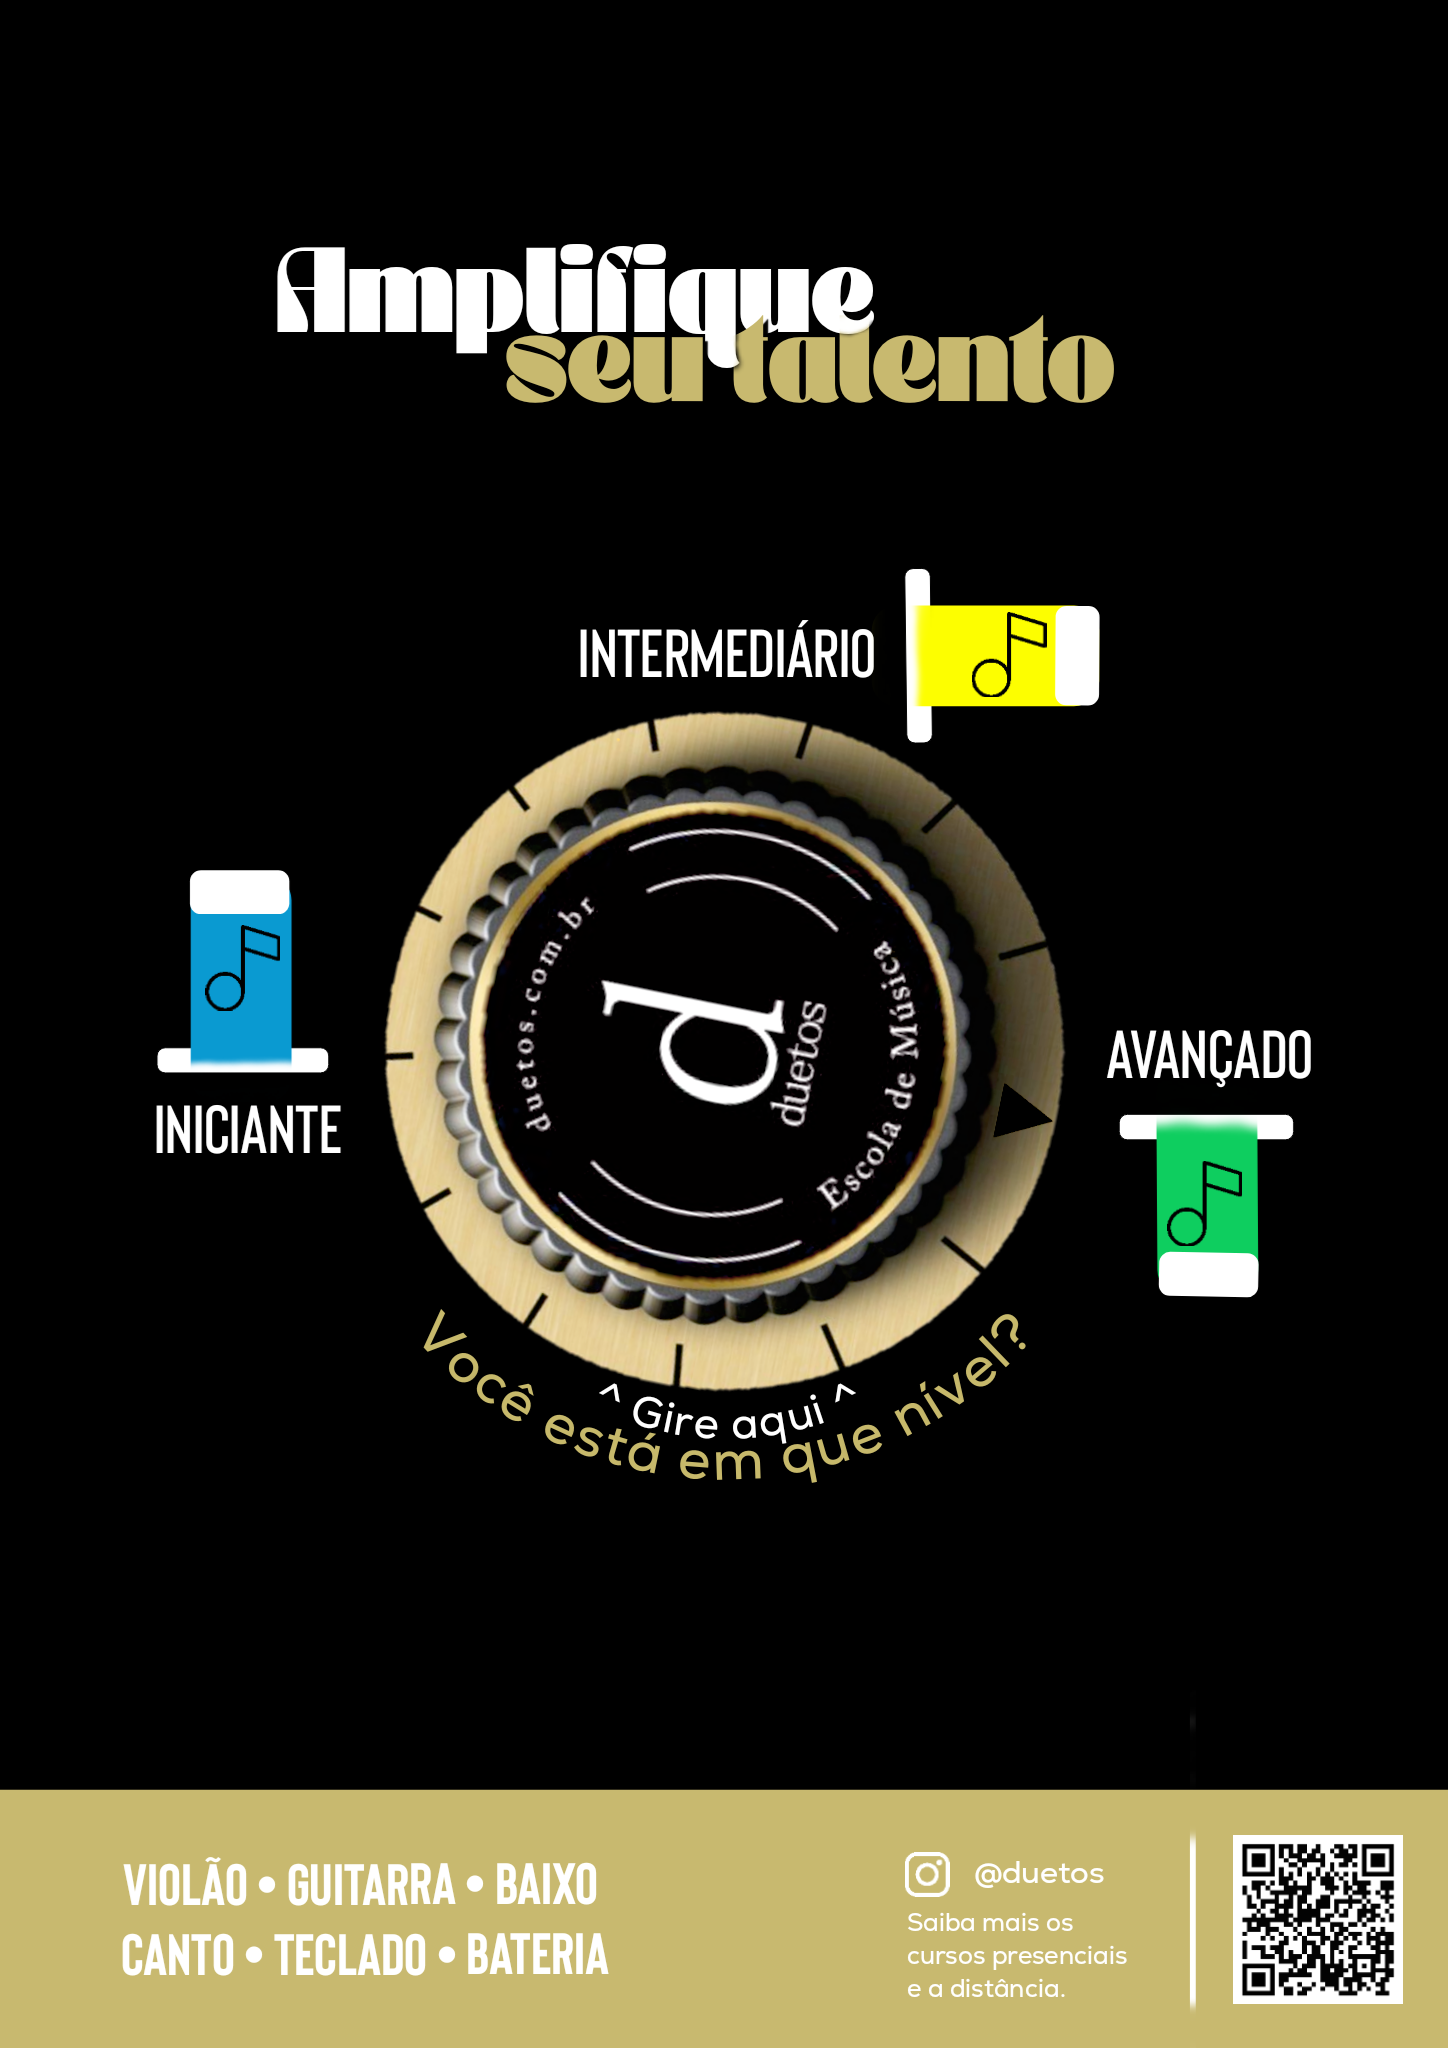 Amplifique
seu talento
INTERMEDIÁRIO
INICIANTE
AVANÇADO
duetos.com.br
d
duetos
Escola de Música
^ Gire aqui ^
Você está em que nível?
VIOLÃO • GUITARRA • BAIXO
CANTO • TECLADO • BATERIA
@duetos
Saiba mais os
cursos presenciais
e a distância.